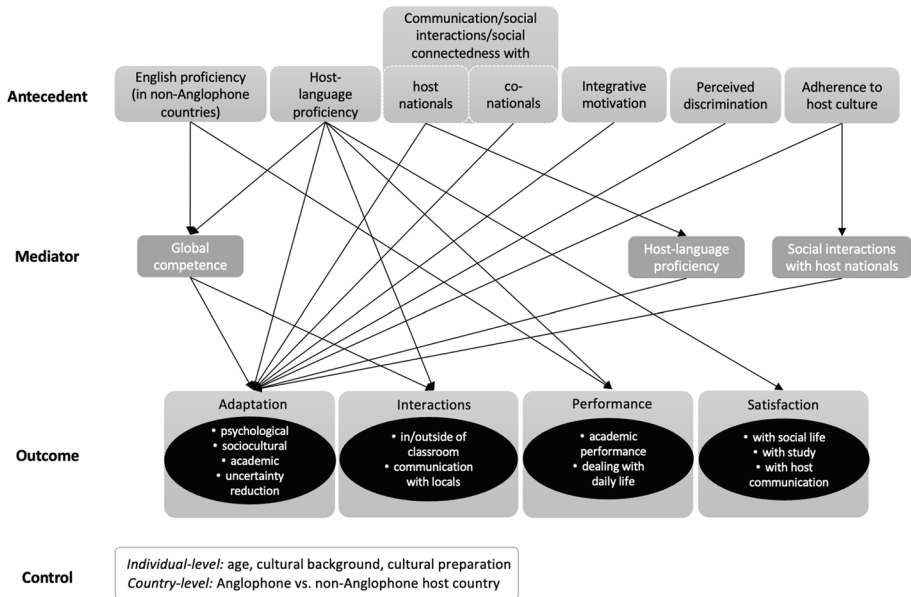 Communication/social
interactions/social
connectedness with
Antecedent
English proficiency
(in non-Anglophone
countries)
Host-
language
proficiency
host
nationals
co-
nationals
Integrative
motivation
Perceived
discrimination
Adherence to
host culture
Mediator
Global
competence
Host-language
proficiency
Social interactions
with host nationals
Outcome
Adaptation
• psychological
• sociocultural
• academic
• uncertainty
reduction
Interactions
• in/outside of
classroom
• communication
with locals
Performance
• academic
performance
• dealing with
daily life
Satisfaction
• with social life
• with study
• with host
communication
Control
Individual-level: age, cultural background, cultural preparation
Country-level: Anglophone vs. non-Anglophone host country